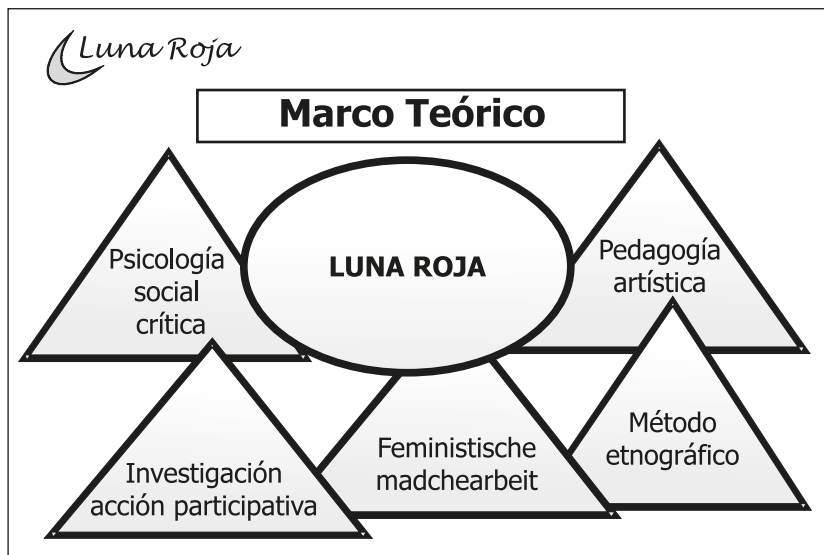 Luna Roja
Marco Teórico
Psicología
social
crítica
LUNA ROJA
Pedagogía
artística
Investigación
acción participativa
Feministische
madchearbeit
Método
etnográfico